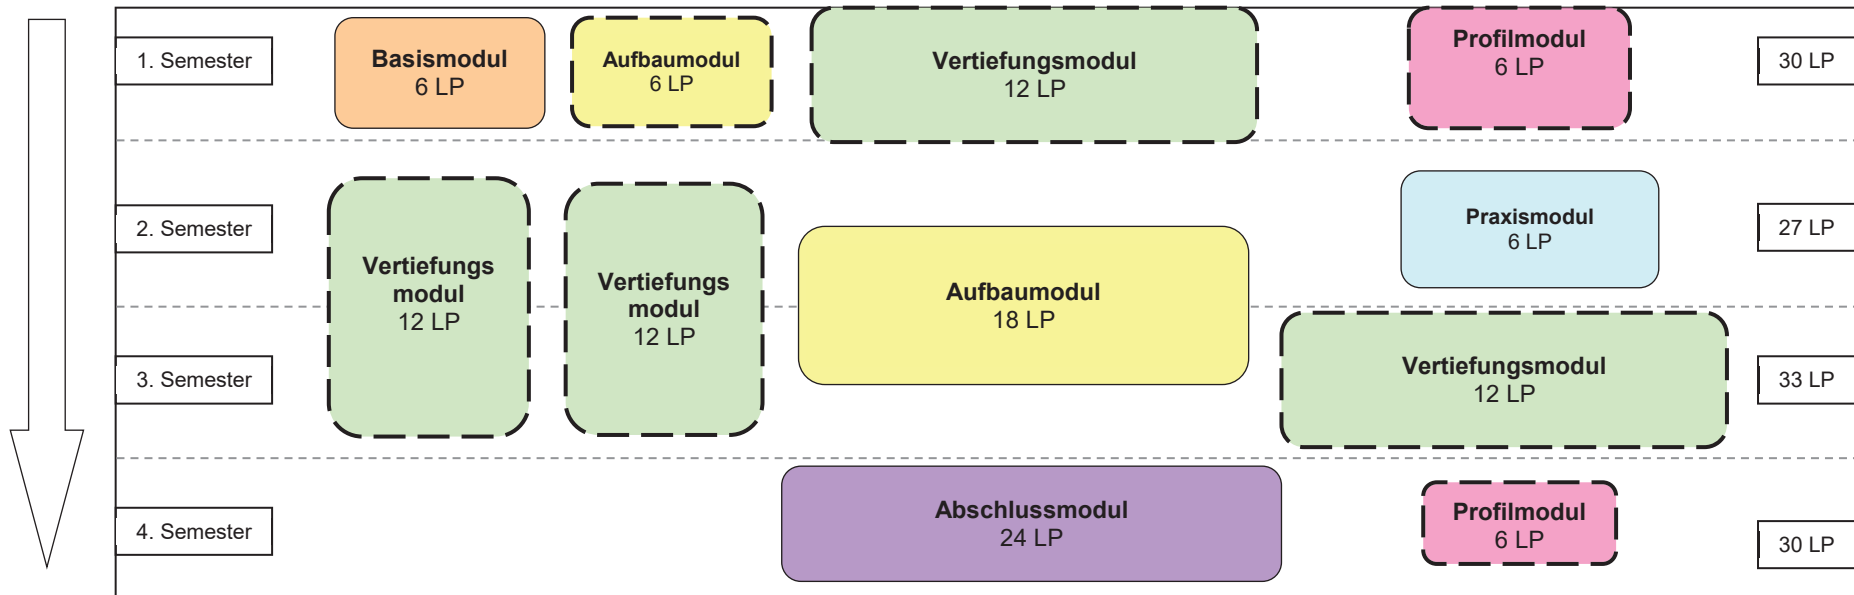 1. Semester
Basismodul
6 LP
Aufbaumodul
6 LP
Vertiefungsmodul
12 LP
Profilmodul
6 LP
30 LP
2. Semester
Vertiefungs
modul
12 LP
Vertiefungs
modul
12 LP
Aufbaumodul
18 LP
Praxismodul
6 LP
27 LP
3. Semester
Vertiefungsmodul
12 LP
33 LP
4. Semester
Abschlussmodul
24 LP
Profilmodul
6 LP
30 LP